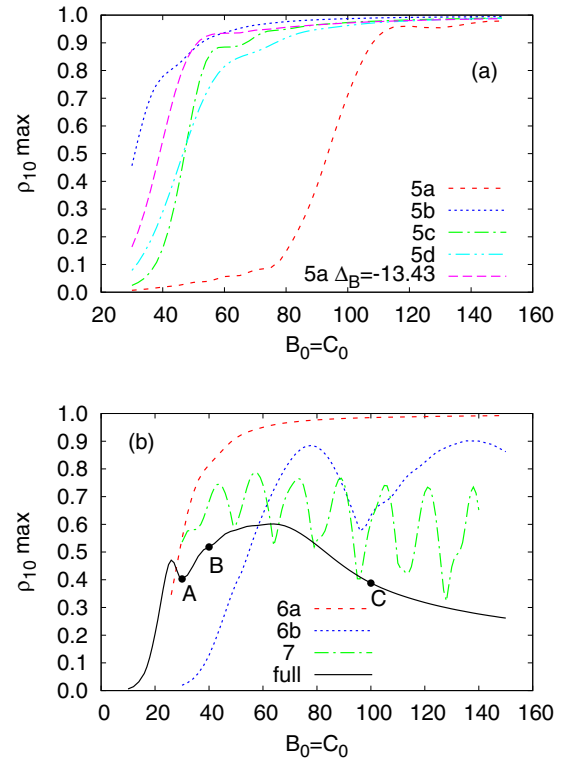 1.0
0.9
0.8
0.7
0.6
0.5
0.4
0.3
0.2
0.1
0.0
ρ10 max
(a)
5a
5b
5c
5d
5a ΔB=-13.43
20 40 60 80 100 120 140 160
B0=C0
1.0
0.9
0.8
0.7
0.6
0.5
0.4
0.3
0.2
0.1
0.0
ρ10 max
(b)
A
B
C
6a
6b
7
full
0 20 40 60 80 100 120 140 160
B0=C0